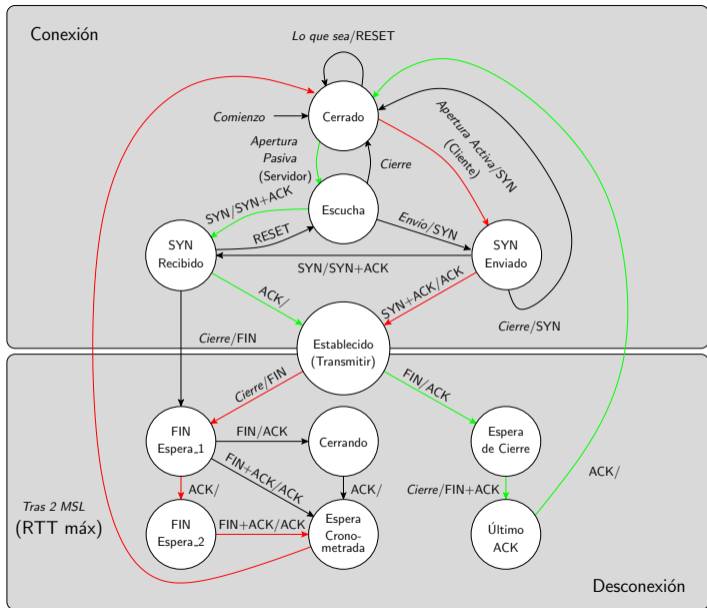 Conexión
Lo que sea/RESET
Comienzo
Cerrado
Apertura
Pasiva
(Servidor)
Cierre
Apertura Activa/SYN
(Cliente)
SYN/SYN+ACK
Escucha
Envío/SYN
RESET
SYN
Recibido
SYN
Enviado
SYN/SYN+ACK
ACK/
SYN+ACK/ACK
Cierre/SYN
Cierre/FIN
Establecido
(Transmitir)
Cierre/FIN
FIN/ACK
FIN
Espera_1
FIN/ACK
Cerrando
Espera
de Cierre
FIN+ACK/ACK
ACK/
ACK/
Cierre/FIN+ACK
ACK/
Tras 2 MSL
(RTT máx)
FIN
Espera_2
FIN+ACK/ACK
Espera
Crono-
metrada
Último
ACK
Desconexión